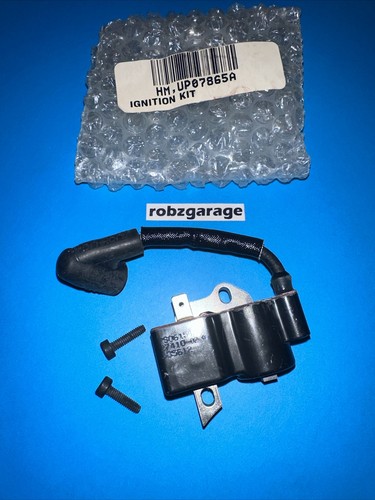 HM, UP07865A
IGNITION KIT
robzgarage